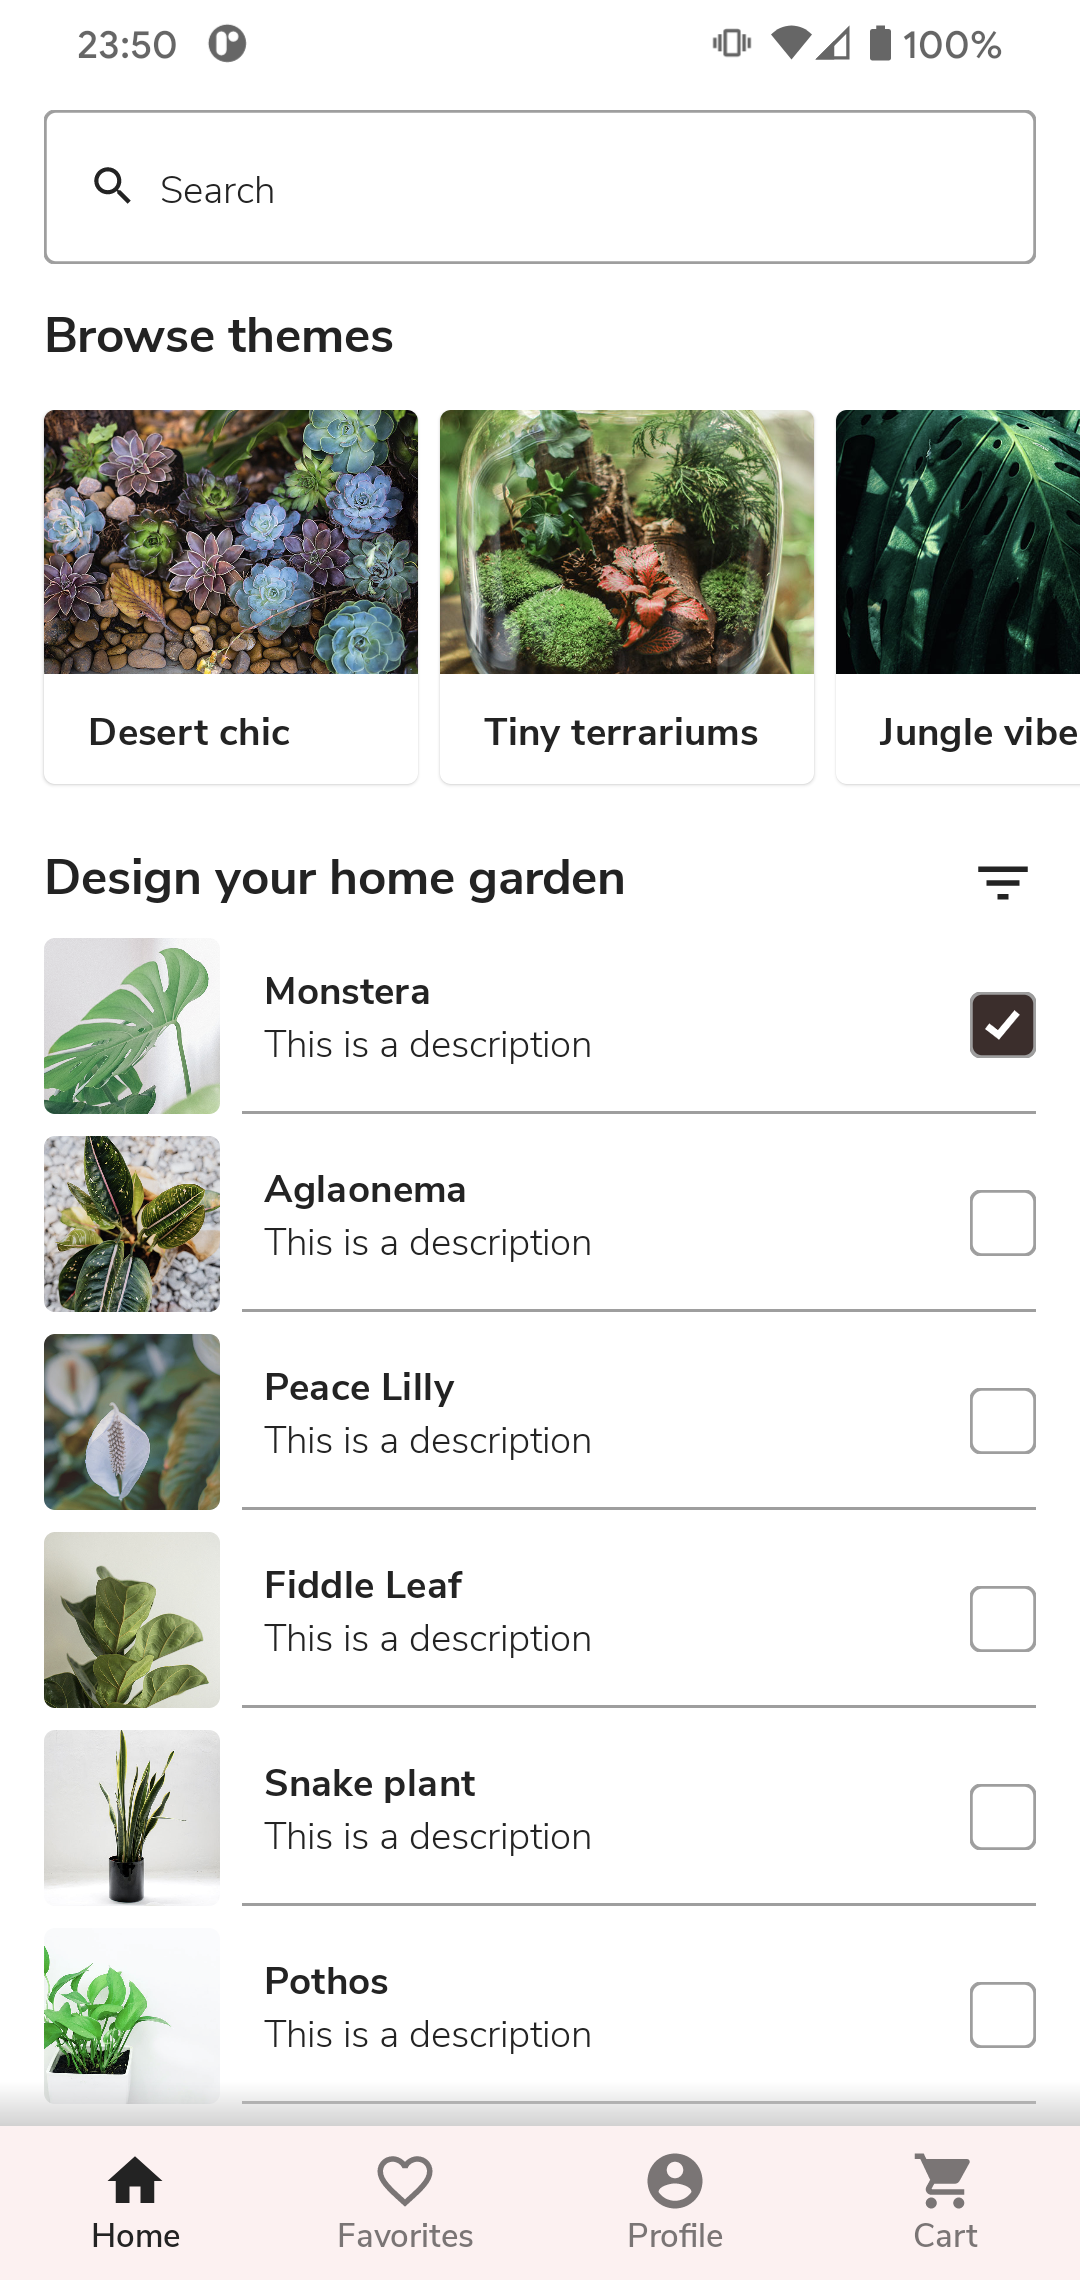 23:50
100%
Search
Browse themes
Desert chic
Tiny terrariums
Jungle vibe
Design your home garden
Monstera
This is a description
Aglaonema
This is a description
Peace Lilly
This is a description
Fiddle Leaf
This is a description
Snake plant
This is a description
Pothos
This is a description
Home
Favorites
Profile
Cart